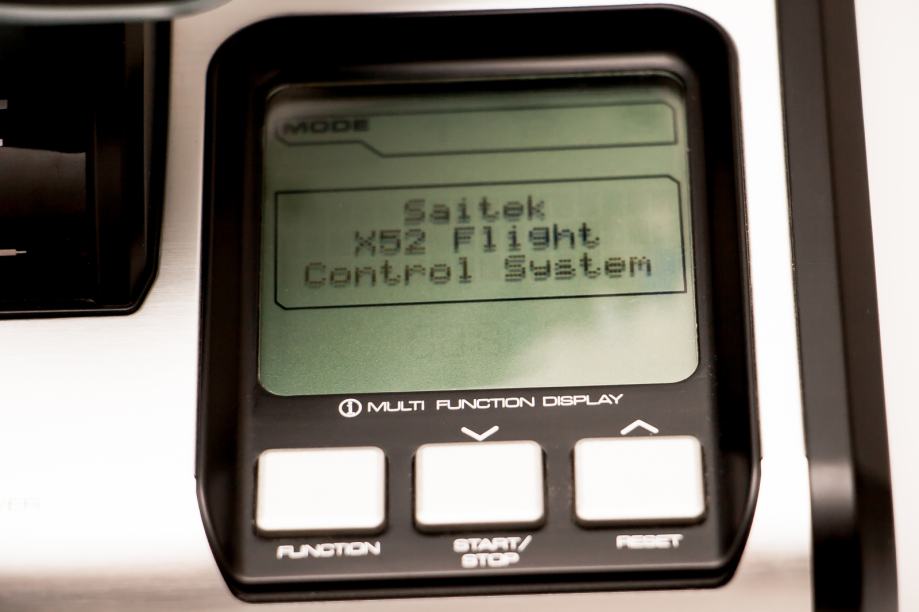 MODE
Saitek
X52 Flight
Control System
MULTI FUNCTION DISPLAY
FUNCTION
START/
STOP
RESET